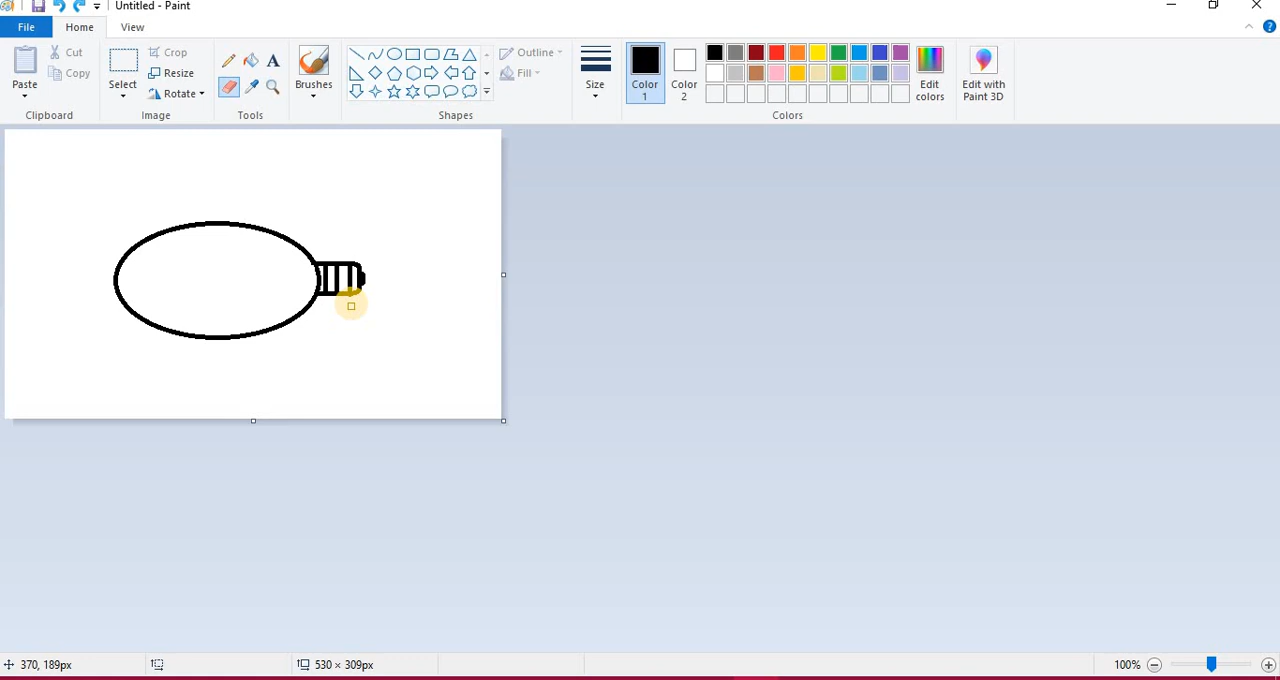 Untitled - Paint
File
Home
View
Paste
Cut
Copy
Clipboard
Select
Crop
Resize
Rotate
Image
A
Tools
Brushes
Shapes
Outline
Fill
Size
Color 1
Color 2
Colors
Edit colors
Edit with Paint 3D
370, 189px
530 × 309px
100%